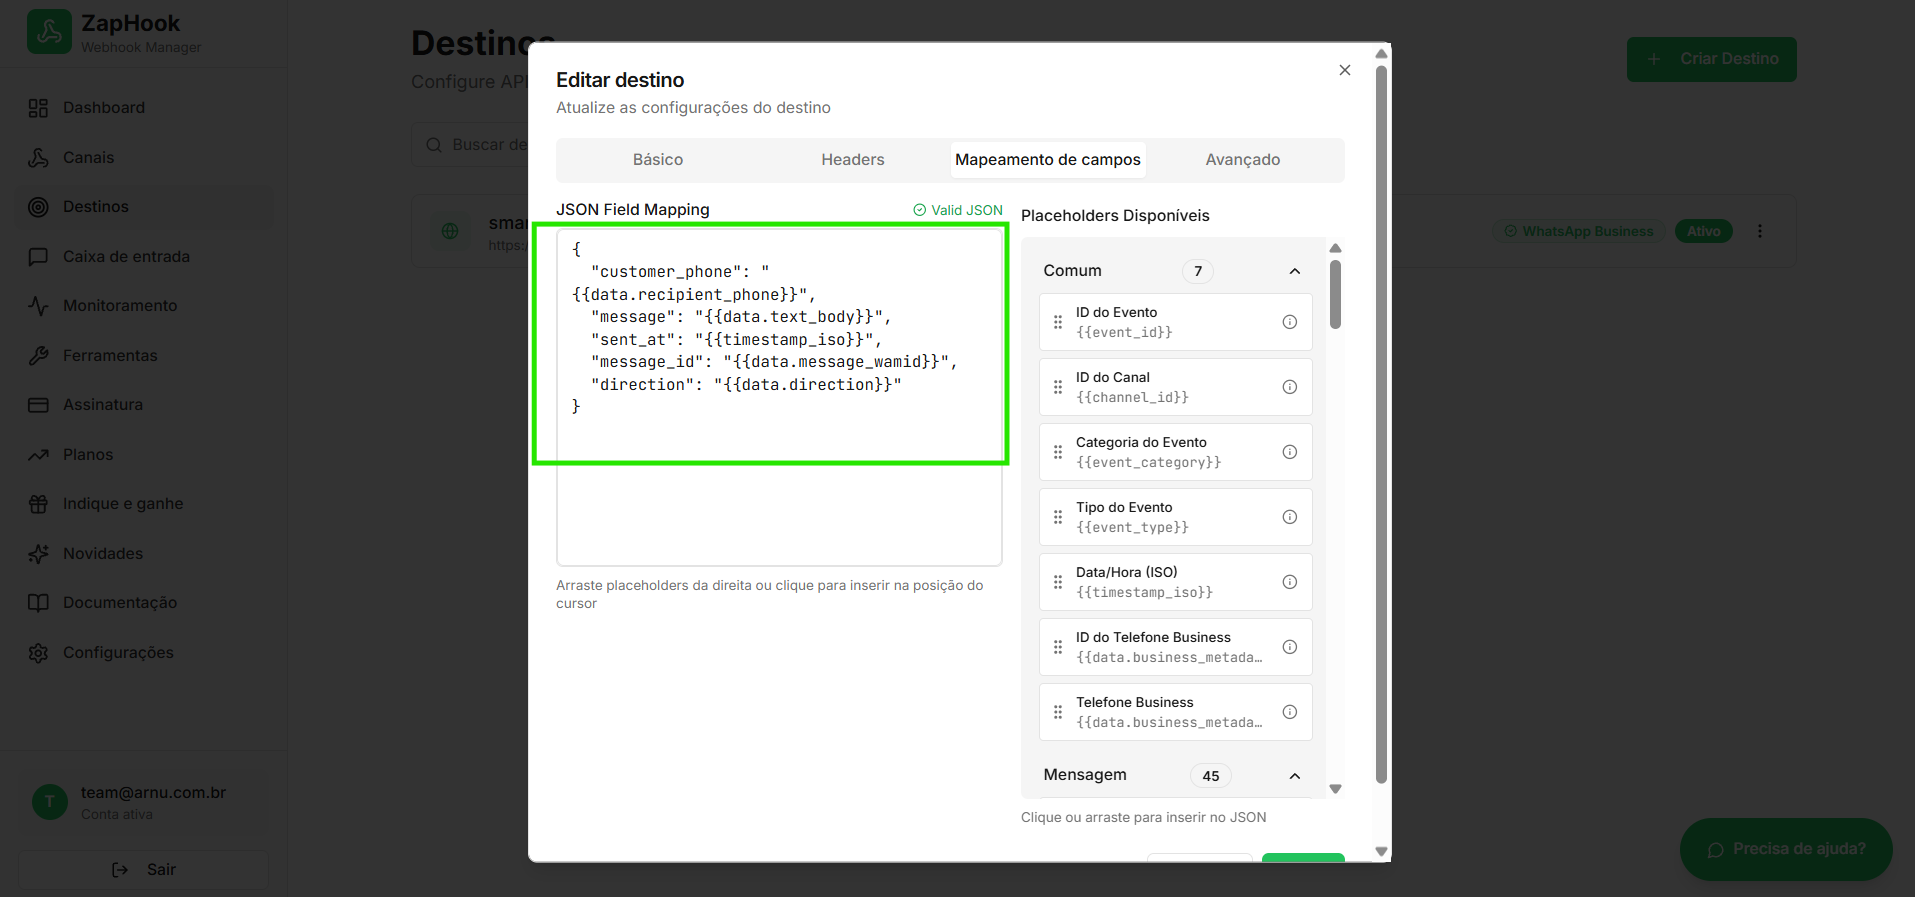 ZapHook
Webhook Manager
Dashboard
Canais
Destinos
Caixa de entrada
Monitoramento
Ferramentas
Assinatura
Planos
Indique e ganhe
Novidades
Documentação
Configurações
T
team@arnu.com.br
Conta ativa
Sair
Destinos
Configure API
Criar Destino
Buscar de
smar
https:/
WhatsApp Business
Ativo
Editar destino
Atualize as configurações do destino
Básico
Headers
Mapeamento de campos
Avançado
JSON Field Mapping
Valid JSON
{
"customer_phone": "
{{data.recipient_phone}}",
"message": "{{data.text_body}}",
"sent_at": "{{timestamp_iso}}",
"message_id": "{{data.message_wamid}}",
"direction": "{{data.direction}}"
}
Arraste placeholders da direita ou clique para inserir na posição do
cursor
Placeholders Disponíveis
Comum
7
ID do Evento
{{event_id}}
ID do Canal
{{channel_id}}
Categoria do Evento
{{event_category}}
Tipo do Evento
{{event_type}}
Data/Hora (ISO)
{{timestamp_iso}}
ID do Telefone Business
{{data.business_metada…
Telefone Business
{{data.business_metada…
Mensagem
45
Clique ou arraste para inserir no JSON
Precisa de ajuda?